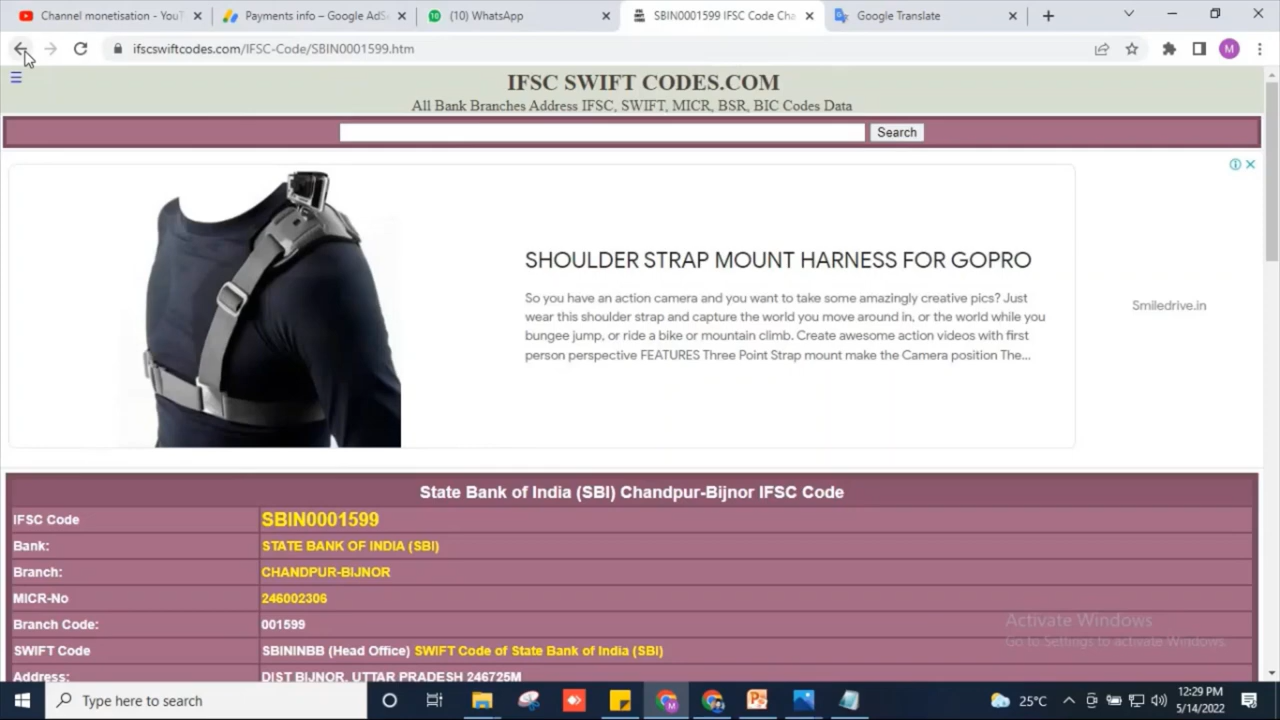 Channel monetisation - YouT
Payments info – Google AdSe
(10) WhatsApp
SBIN0001599 IFSC Code Cha
Google Translate
ifscswiftcodes.com/IFSC-Code/SBIN0001599.htm
M
IFSC SWIFT CODES.COM
All Bank Branches Address IFSC, SWIFT, MICR, BSR, BIC Codes Data
Search
SHOULDER STRAP MOUNT HARNESS FOR GOPRO
So you have an action camera and you want to take some amazingly creative pics? Just
wear this shoulder strap and capture the world you move around in, or the world while you
bungee jump, or ride a bike or mountain climb. Create awesome action videos with first
person perspective FEATURES Three Point Strap mount make the Camera position The...
Smiledrive.in
State Bank of India (SBI) Chandpur-Bijnor IFSC Code
IFSC Code SBIN0001599
Bank: STATE BANK OF INDIA (SBI)
Branch: CHANDPUR-BIJNOR
MICR-No 246002306
Branch Code: 001599
SWIFT Code SBININBB (Head Office) SWIFT Code of State Bank of India (SBI)
Address: DIST BIJNOR, UTTAR PRADESH 246725M
Activate Windows
Go to Settings to activate Windows.
Type here to search
25°C
12:29 PM
5/14/2022